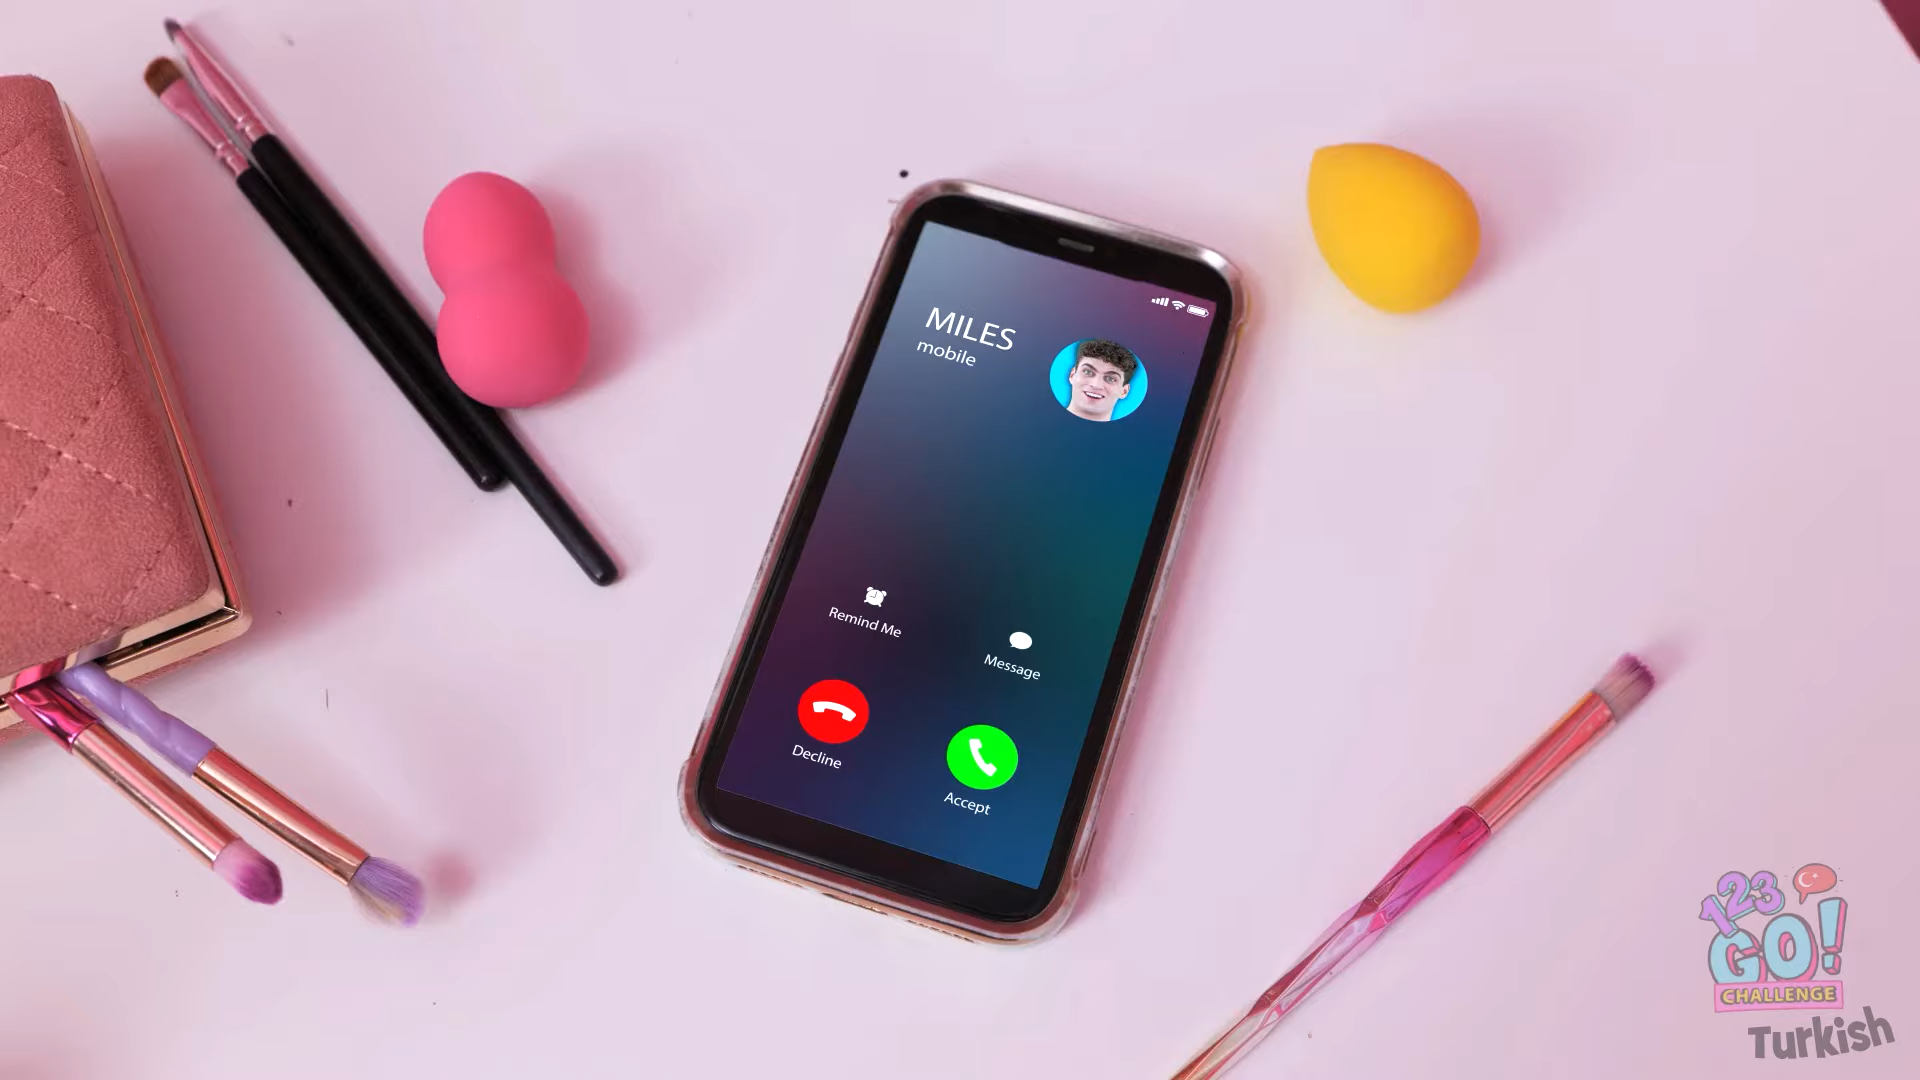 MILES
mobile
Remind Me
Message
Decline
Accept
123
GO!
CHALLENGE
Turkish